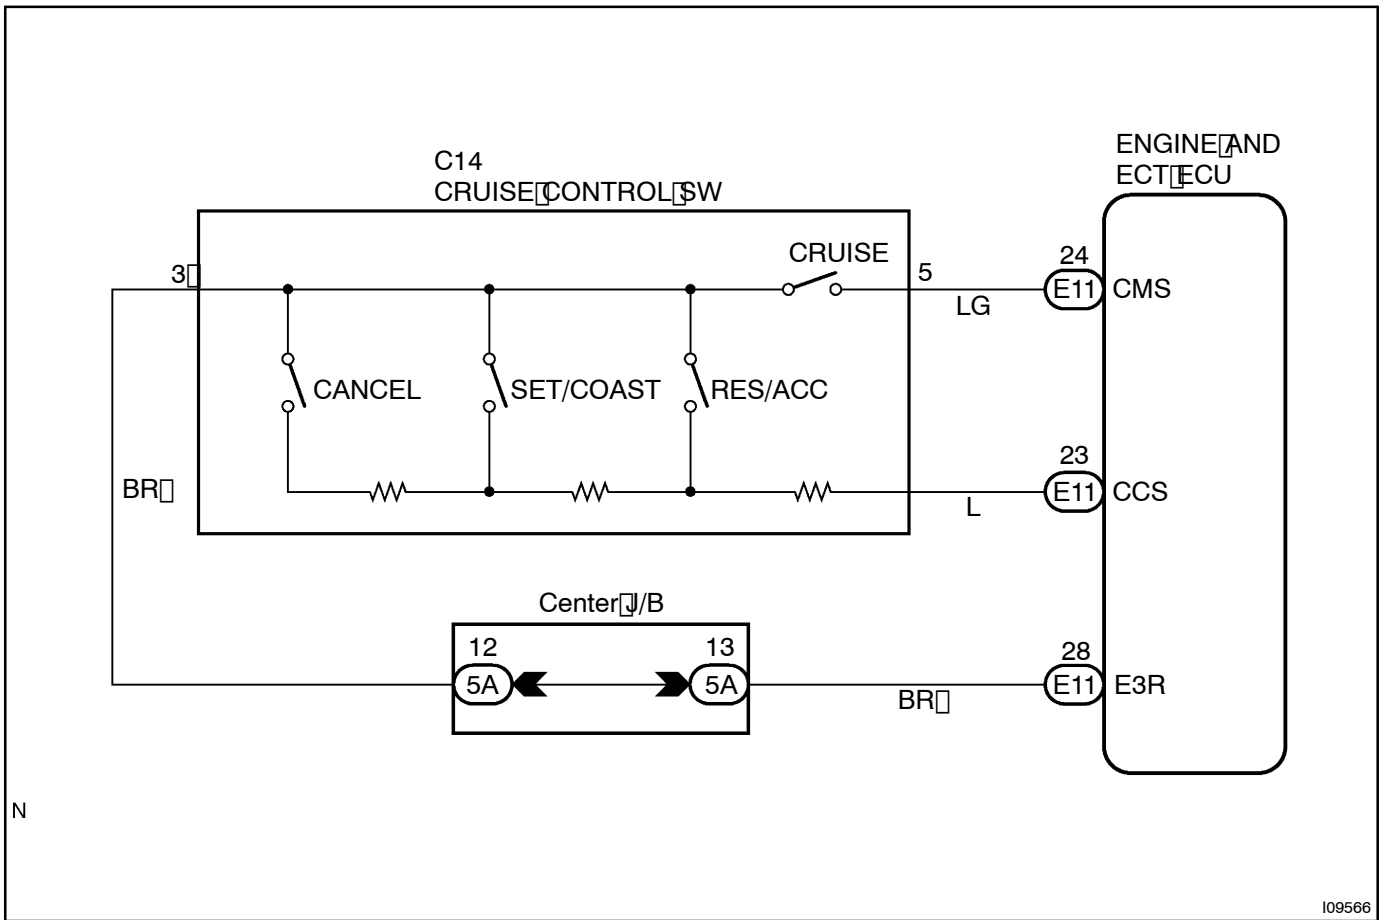 C14
CRUISE CONTROL SW
ENGINE AND
ECT ECU
CRUISE
3
5
24
E11
CMS
LG
CANCEL
SET/COAST
RES/ACC
23
E11
CCS
L
BR
Center J/B
12
13
28
5A
5A
E11
E3R
BR
N
I09566